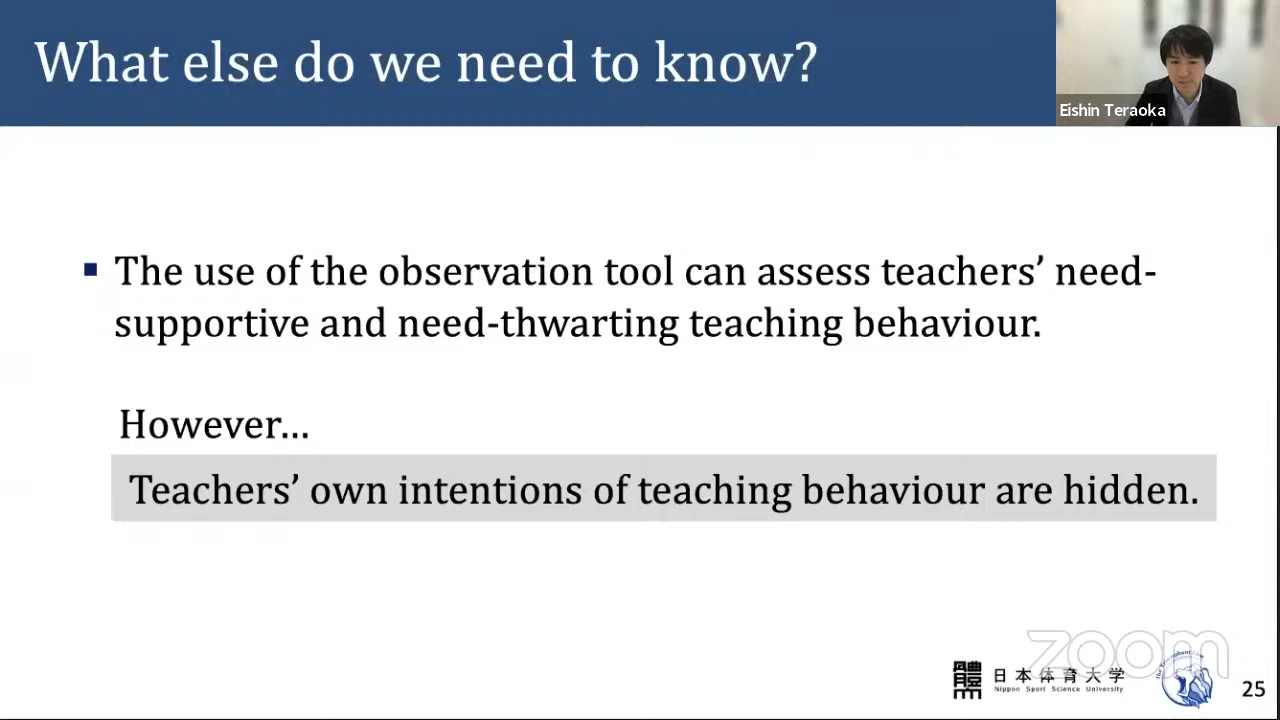 What else do we need to know?
Eishin Teraoka
▪ The use of the observation tool can assess teachers’ need-
supportive and need-thwarting teaching behaviour.
However...
Teachers’ own intentions of teaching behaviour are hidden.
zoom
體
日本体育大学
Nippon Sport Science University
25